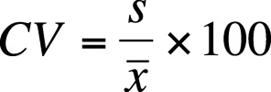 CV = s / x̄ × 100